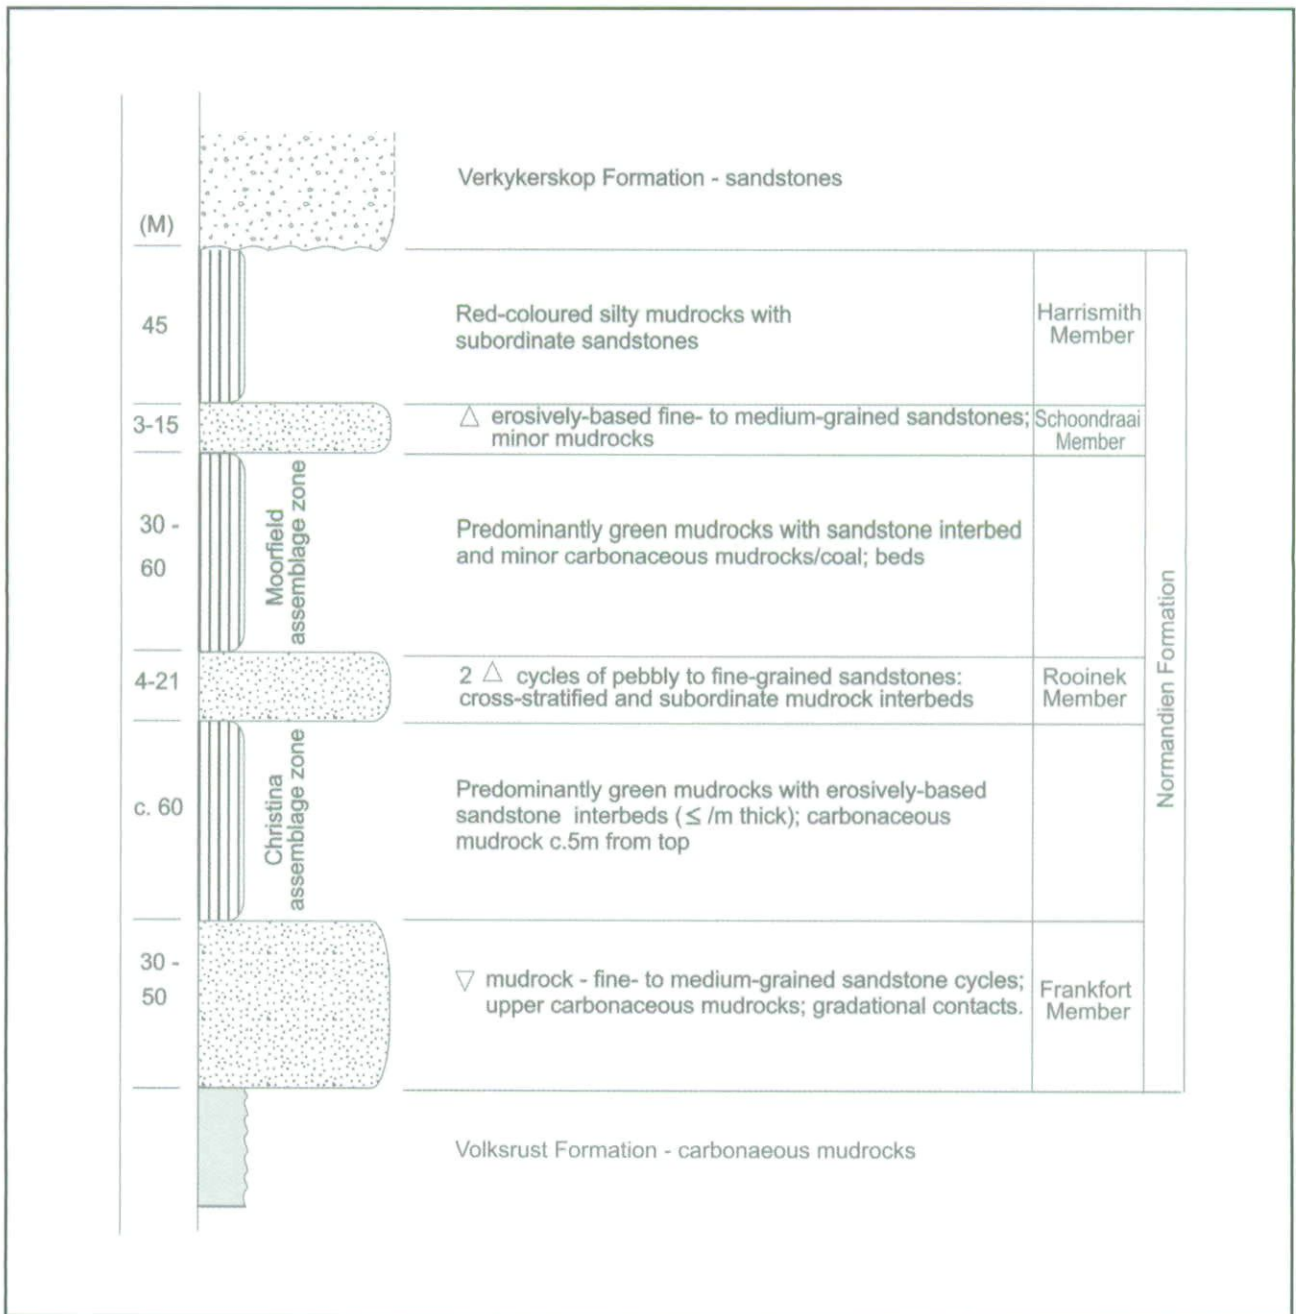 Verkykerskop Formation - sandstones
(M)
45
Red-coloured silty mudrocks with
subordinate sandstones
Harrismith
Member
3-15
△ erosively-based fine- to medium-grained sandstones;
minor mudrocks
Schoondraai
Member
30 -
60
Moorfield
assemblage zone
Predominantly green mudrocks with sandstone interbed
and minor carbonaceous mudrocks/coal; beds
4-21
2 △ cycles of pebbly to fine-grained sandstones:
cross-stratified and subordinate mudrock interbeds
Rooinek
Member
c. 60
Christina
assemblage zone
Predominantly green mudrocks with erosively-based
sandstone interbeds (≤ /m thick); carbonaceous
mudrock c.5m from top
30 -
50
▽ mudrock - fine- to medium-grained sandstone cycles;
upper carbonaceous mudrocks; gradational contacts.
Frankfort
Member
Normandien Formation
Volksrust Formation - carbonaeous mudrocks